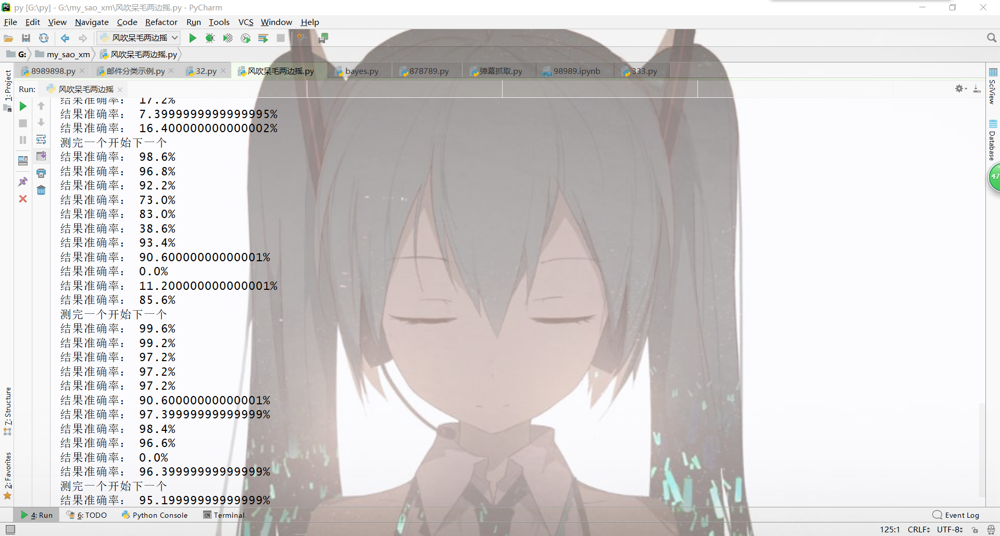 py [G:\py] - G:\my_sao_xm\风吹呆毛两边摇.py - PyCharm
File Edit View Navigate Code Refactor Run Tools VCS Window Help
风吹呆毛两边摇
G: my_sao_xm 风吹呆毛两边摇.py
8989898.py 邮件分类示例.py 32.py 风吹呆毛两边摇.py bayes.py 878789.py 弹幕抓取.py 98989.ipynb 333.py
Run: 风吹呆毛两边摇
结果准确率： 17.2%
结果准确率： 7.3999999999999995%
结果准确率： 16.400000000000002%
测完一个开始下一个
结果准确率： 98.6%
结果准确率： 96.8%
结果准确率： 92.2%
结果准确率： 73.0%
结果准确率： 83.0%
结果准确率： 38.6%
结果准确率： 93.4%
结果准确率： 90.60000000000001%
结果准确率： 0.0%
结果准确率： 11.200000000000001%
结果准确率： 85.6%
测完一个开始下一个
结果准确率： 99.6%
结果准确率： 99.2%
结果准确率： 97.2%
结果准确率： 97.2%
结果准确率： 97.2%
结果准确率： 90.60000000000001%
结果准确率： 97.39999999999999%
结果准确率： 98.4%
结果准确率： 96.6%
结果准确率： 0.0%
结果准确率： 96.39999999999999%
测完一个开始下一个
结果准确率： 95.19999999999999%
1: Project
7: Structure
2: Favorites
SciView
Database
47
4: Run 6: TODO Python Console Terminal Event Log
125:1 CRLF UTF-8